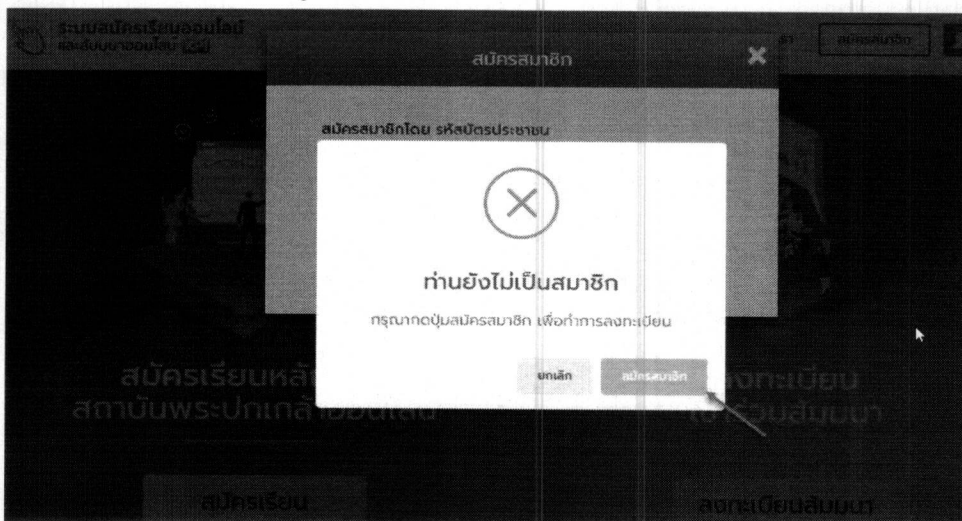 ระบบสมัครเรียนออนไลน์
และสัมมนาออนไลน์
สมัครสมาชิก
สมัครสมาชิก
สมัครสมาชิกโดย รหัสบัตรประชาชน
ท่านยังไม่เป็นสมาชิก
กรุณากดปุ่มสมัครสมาชิก เพื่อทำการลงทะเบียน
ยกเลิก
สมัครสมาชิก
สมัครเรียน
สถาบันพระปกเกล้า
ลงทะเบียน
เข้าร่วมสัมมนา
สมัครเรียน
ลงทะเบียนสัมมนา